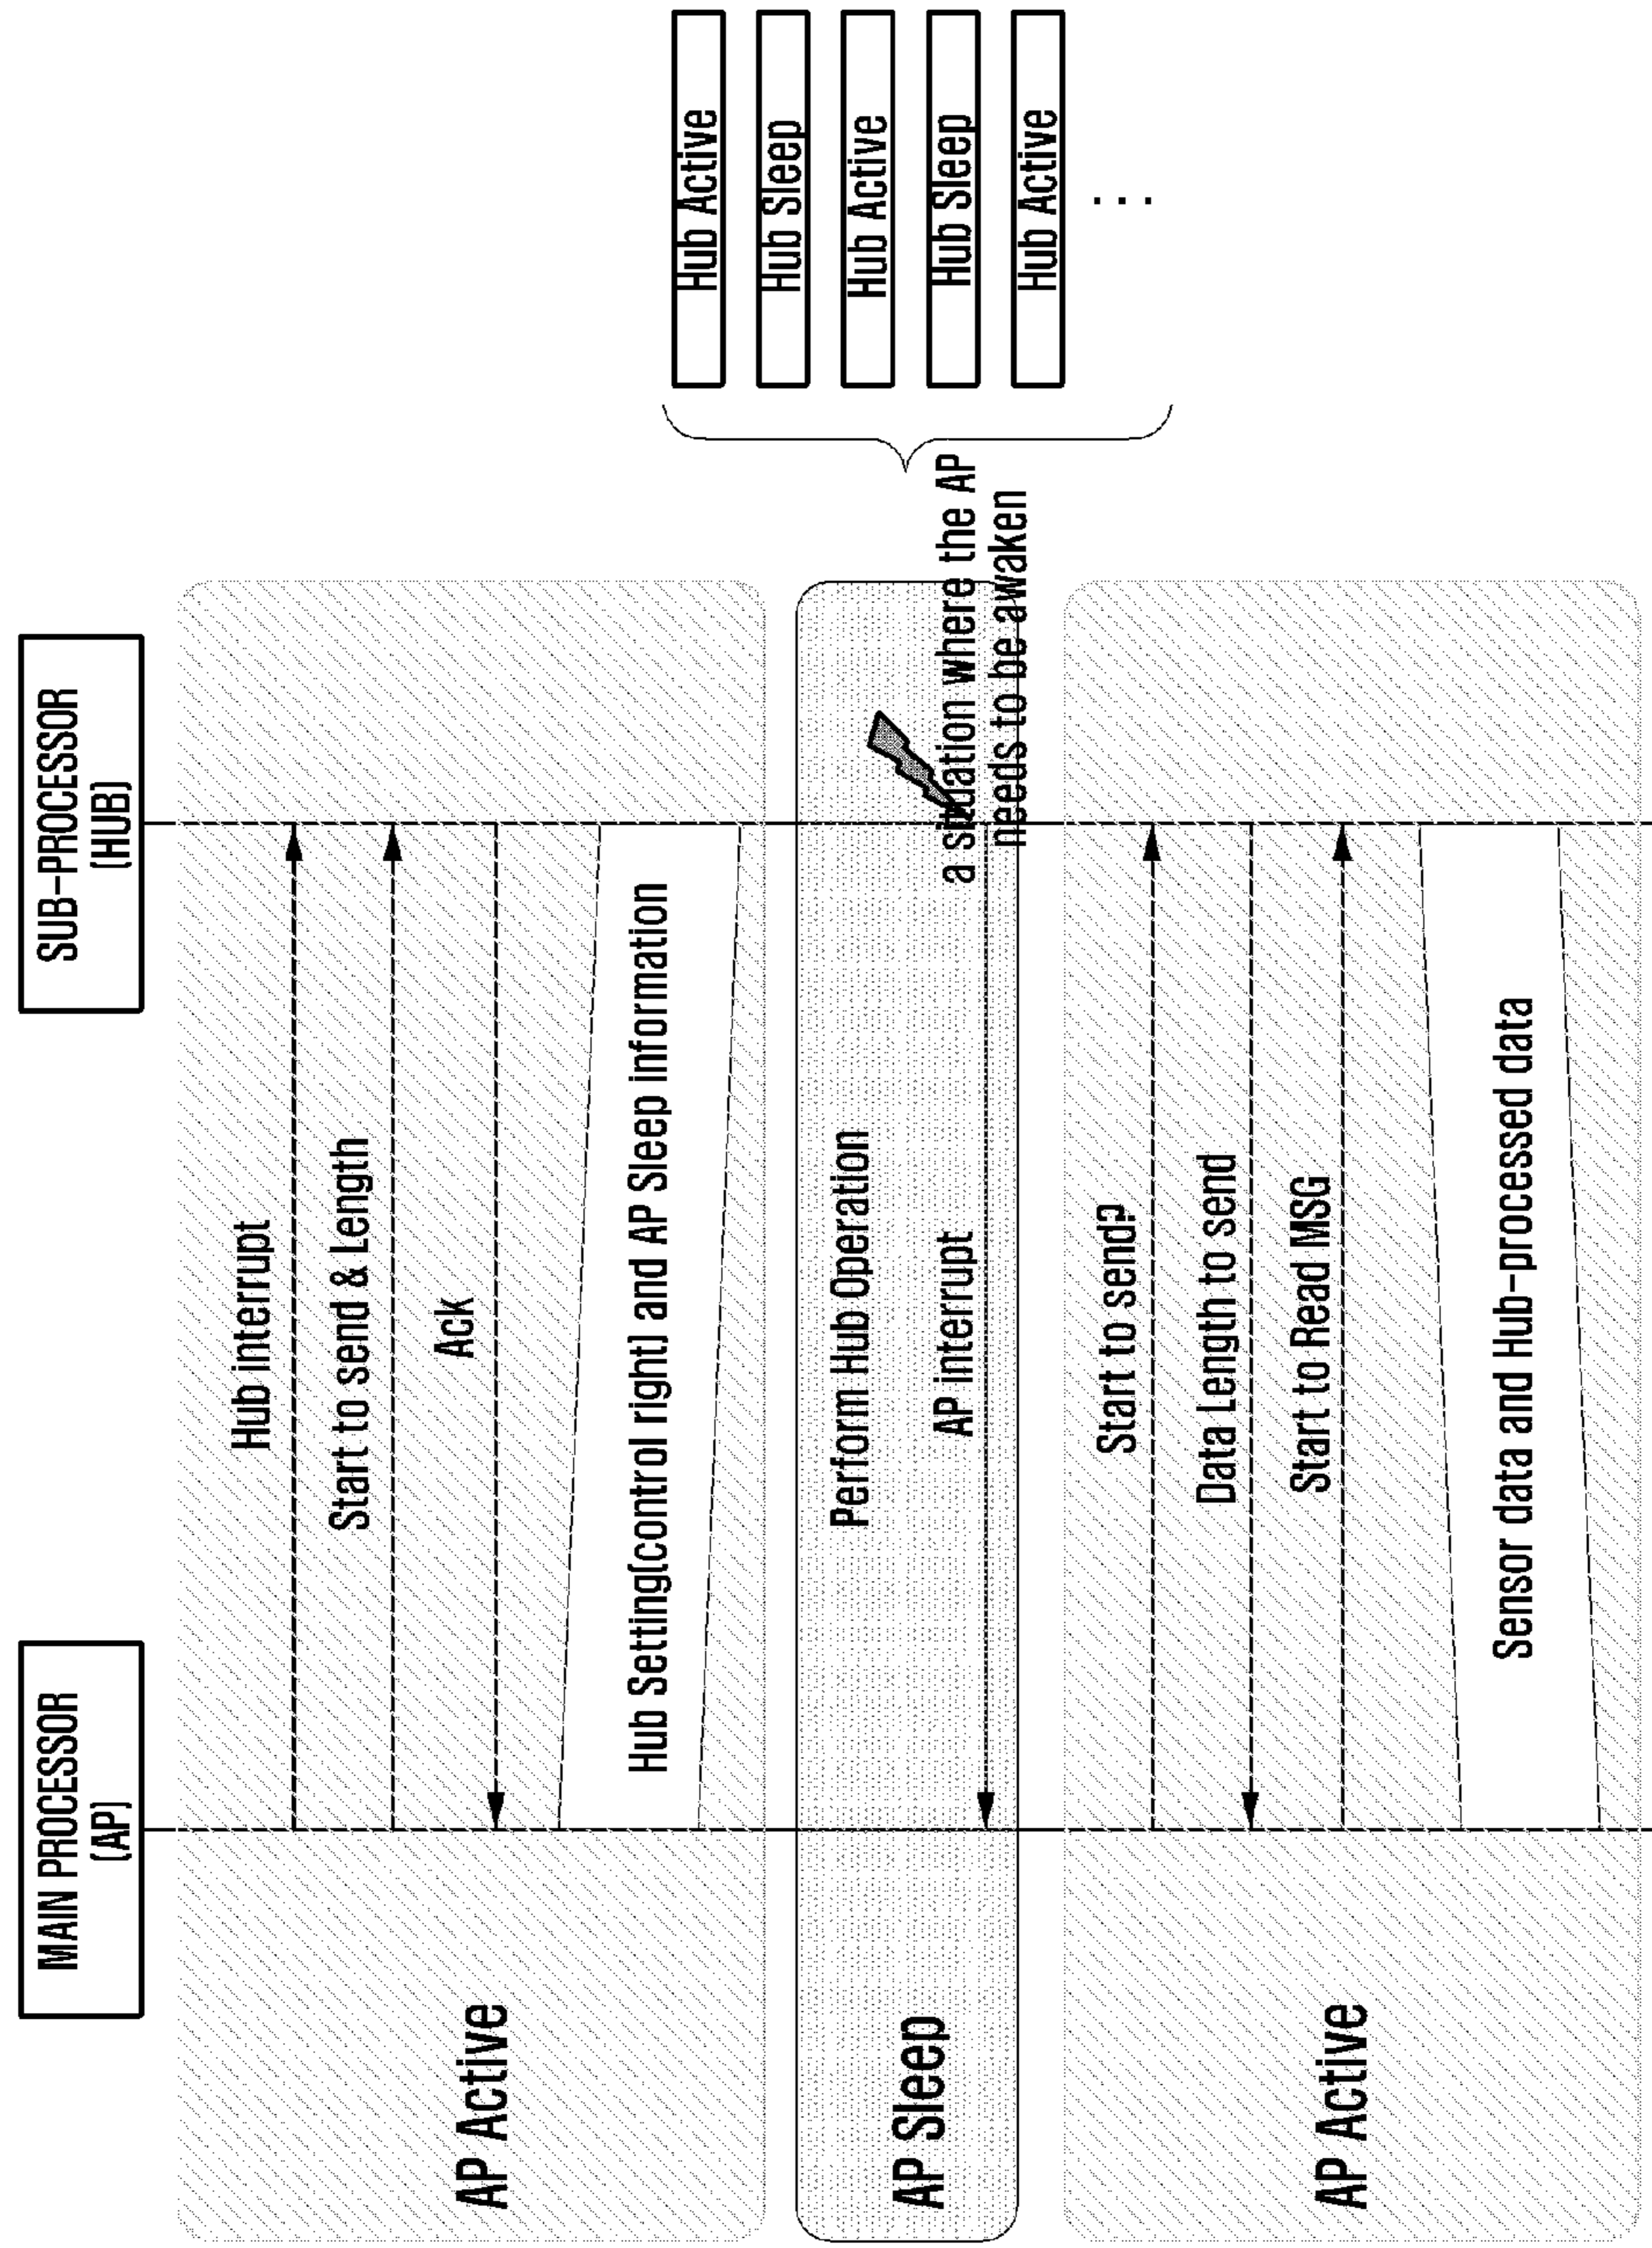 MAIN PROCESSOR
(AP)
SUB-PROCESSOR
(HUB)
AP Active
Hub interrupt
Start to send & Length
Ack
Hub Setting(control right) and AP Sleep information
AP Sleep
Perform Hub Operation
AP interrupt
a situation where the AP
needs to be awaken
Hub Active
Hub Sleep
Hub Active
Hub Sleep
Hub Active
...
AP Active
Start to send?
Data Length to send
Start to Read MSG
Sensor data and Hub-processed data